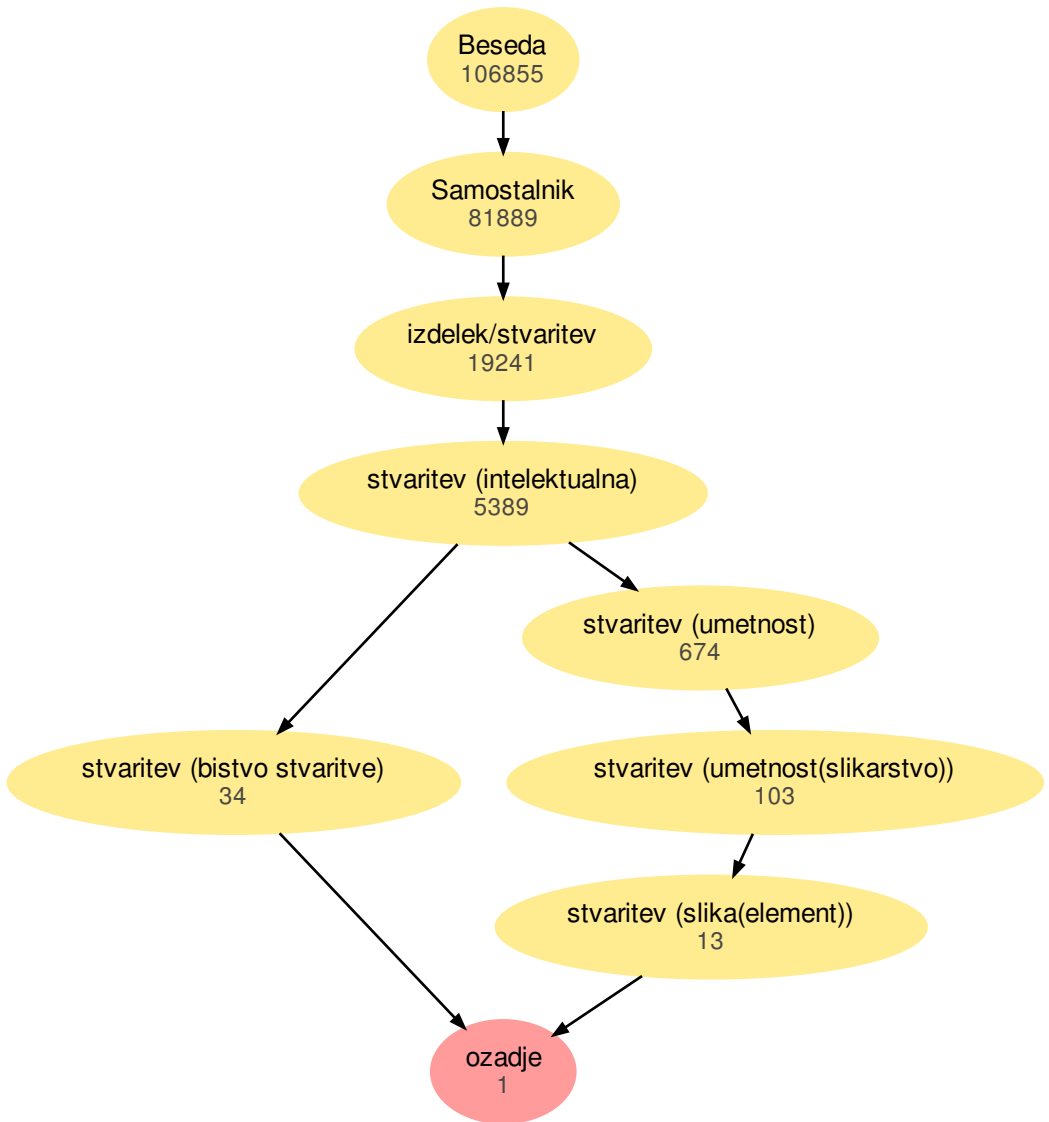 Beseda
106855
Samostalnik
81889
izdelek/stvaritev
19241
stvaritev (intelektualna)
5389
stvaritev (umetnost)
674
stvaritev (bistvo stvaritve)
34
stvaritev (umetnost(slikarstvo))
103
stvaritev (slika(element))
13
ozadje
1